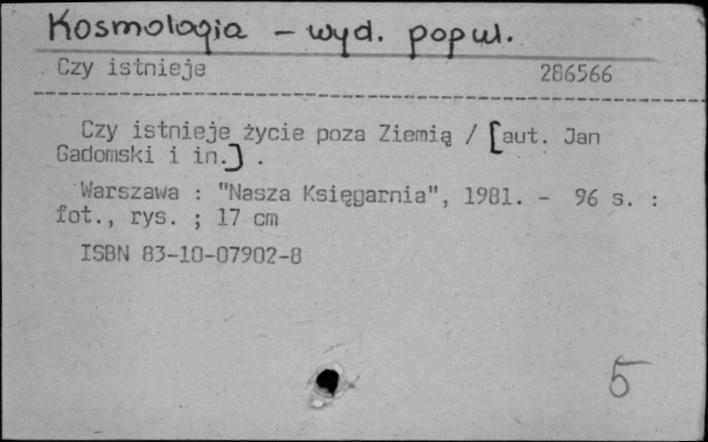 Kosmologia – wyd. popul.
Czy istnieje 286566
Czy istnieje życie poza Ziemią / [aut. Jan
Gadomski i in.] .
Warszawa : "Nasza Księgarnia", 1981. - 96 s. :
fot., rys. ; 17 cm
ISBN 83-10-07902-8
5